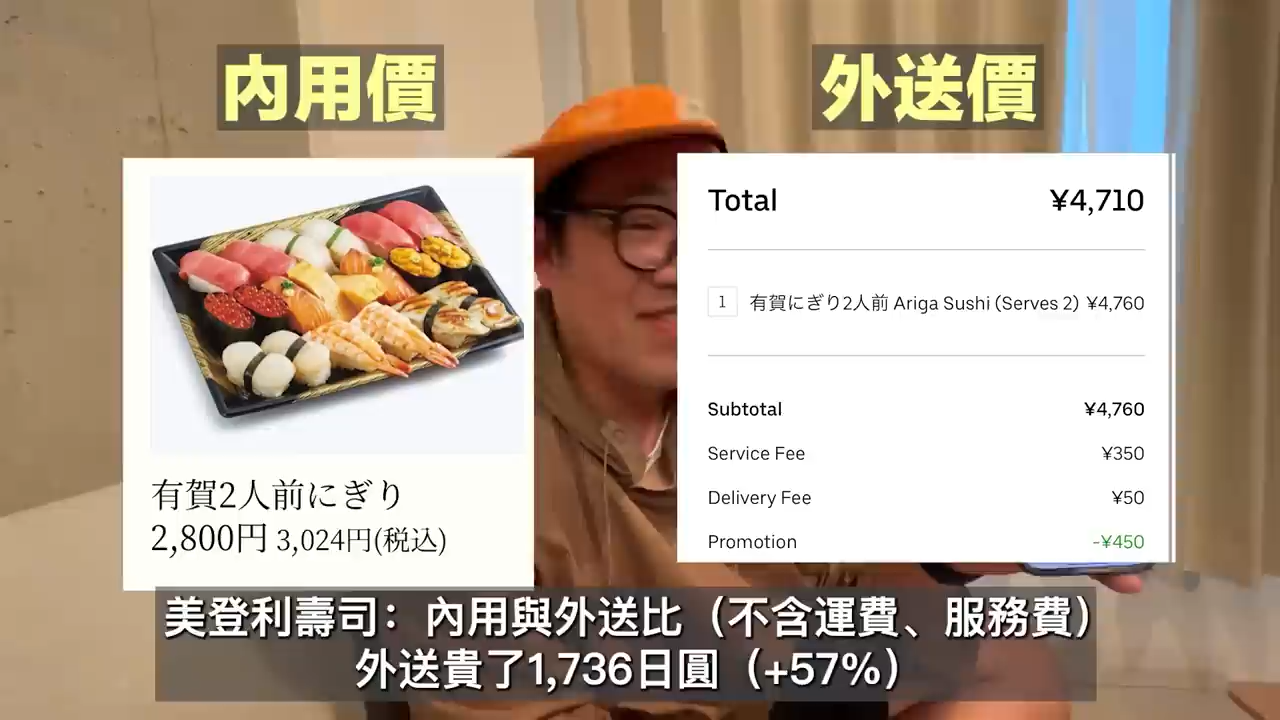 內用價
外送價
有賀2人前にぎり
2,800円 3,024円(税込)
Total ¥4,710
1 有賀にぎり2人前 Ariga Sushi (Serves 2) ¥4,760
Subtotal ¥4,760
Service Fee ¥350
Delivery Fee ¥50
Promotion -¥450
美登利壽司：內用與外送比（不含運費、服務費）
外送貴了1,736日圓（+57%）